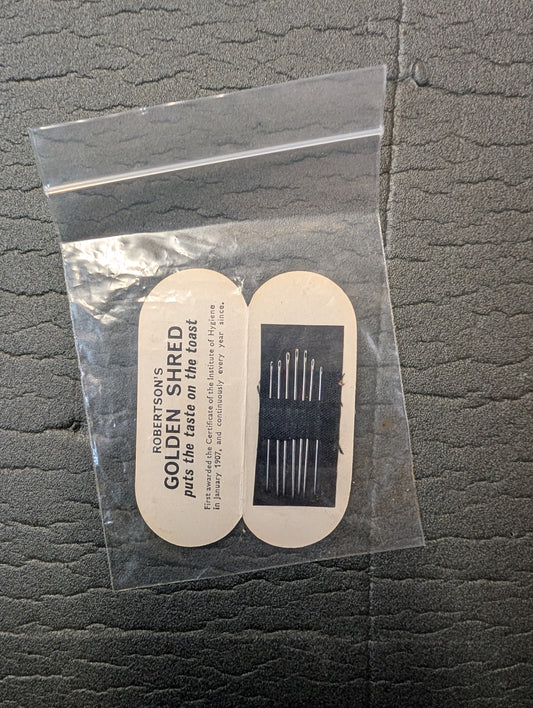 ROBERTSON'S
GOLDEN SHRED
puts the taste on the toast
First awarded the Certificate of the Institute of Hygiene
in January 1907, and continuously every year since.